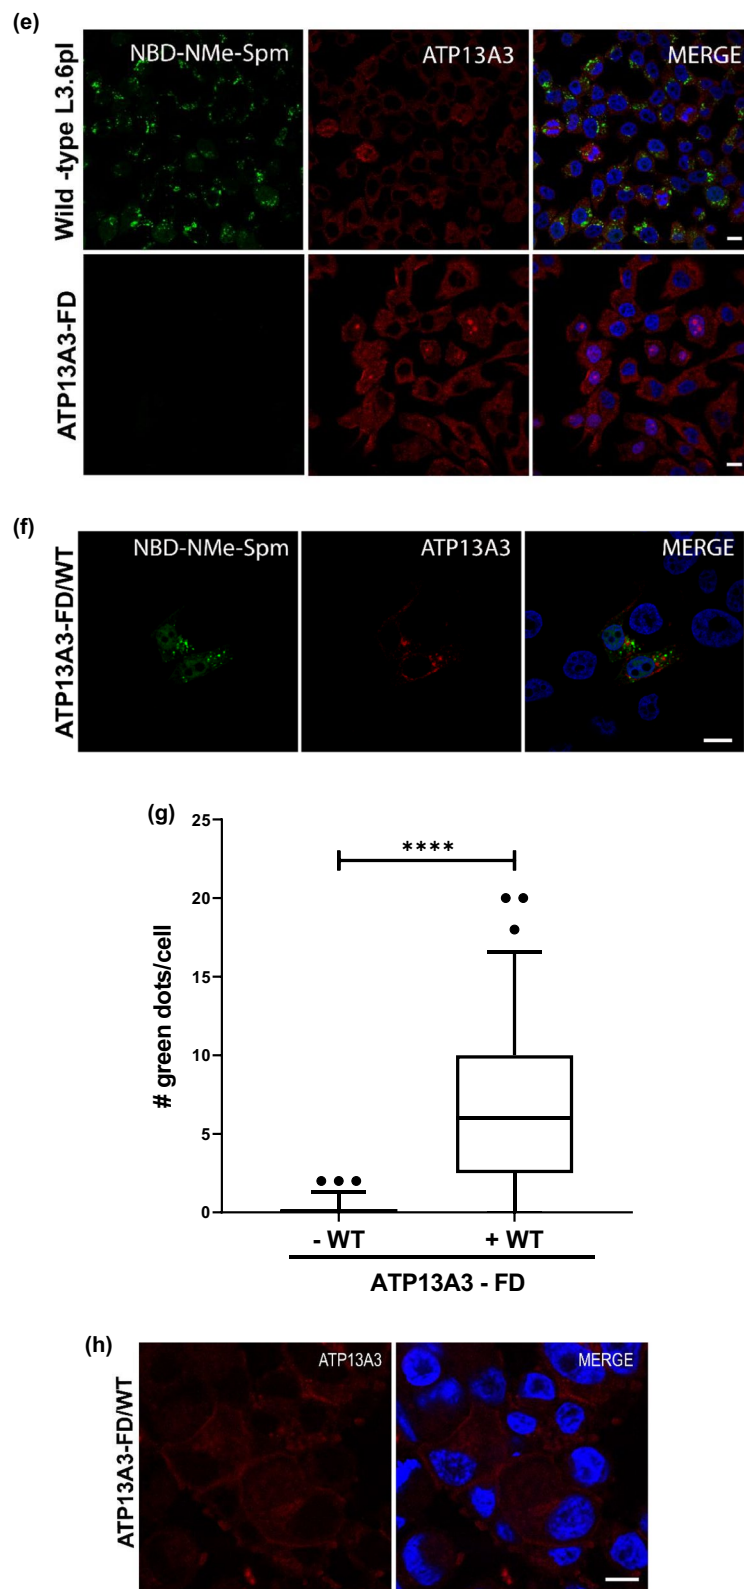 (e)
NBD-NMe-Spm ATP13A3 MERGE
Wild -type L3.6pl
ATP13A3-FD
(f)
NBD-NMe-Spm ATP13A3 MERGE
ATP13A3-FD/WT
(g)
25
20
15
10
5
0
# green dots/cell
****
- WT + WT
ATP13A3 - FD
(h)
ATP13A3 MERGE
ATP13A3-FD/WT